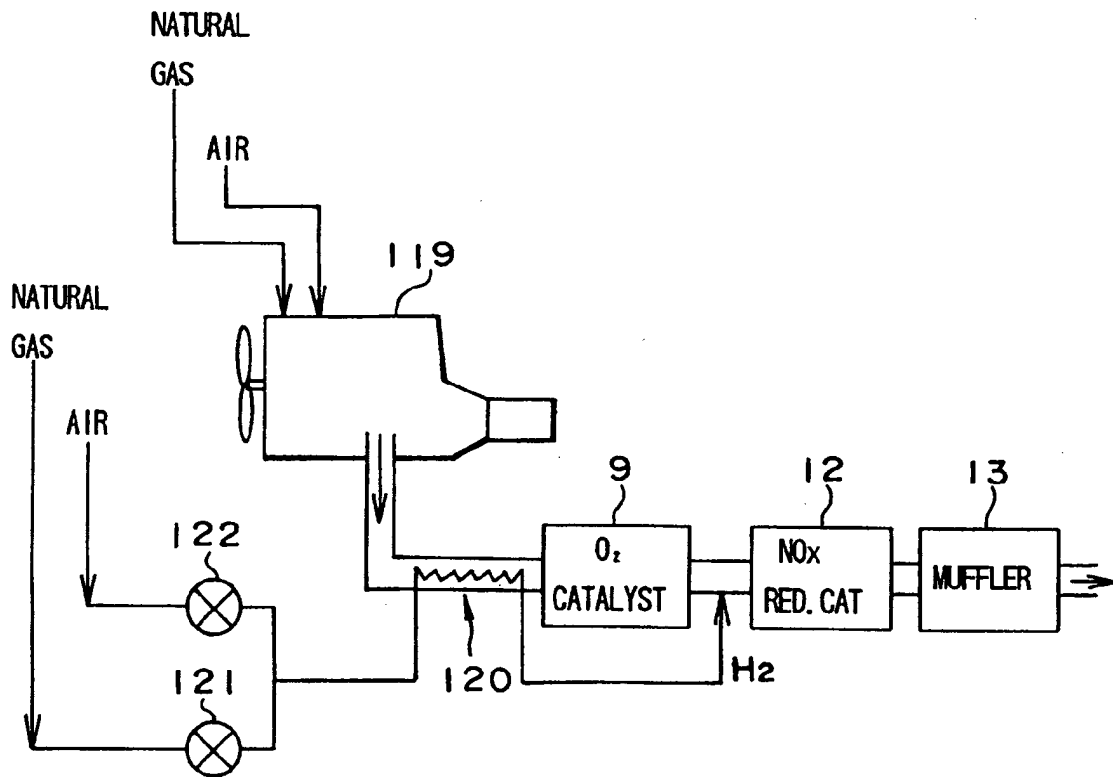 NATURAL
GAS
AIR
119
NATURAL
GAS
AIR
9
12
13
122
O₂
CATALYST
NOx
RED. CAT
MUFFLER
121
120
H2